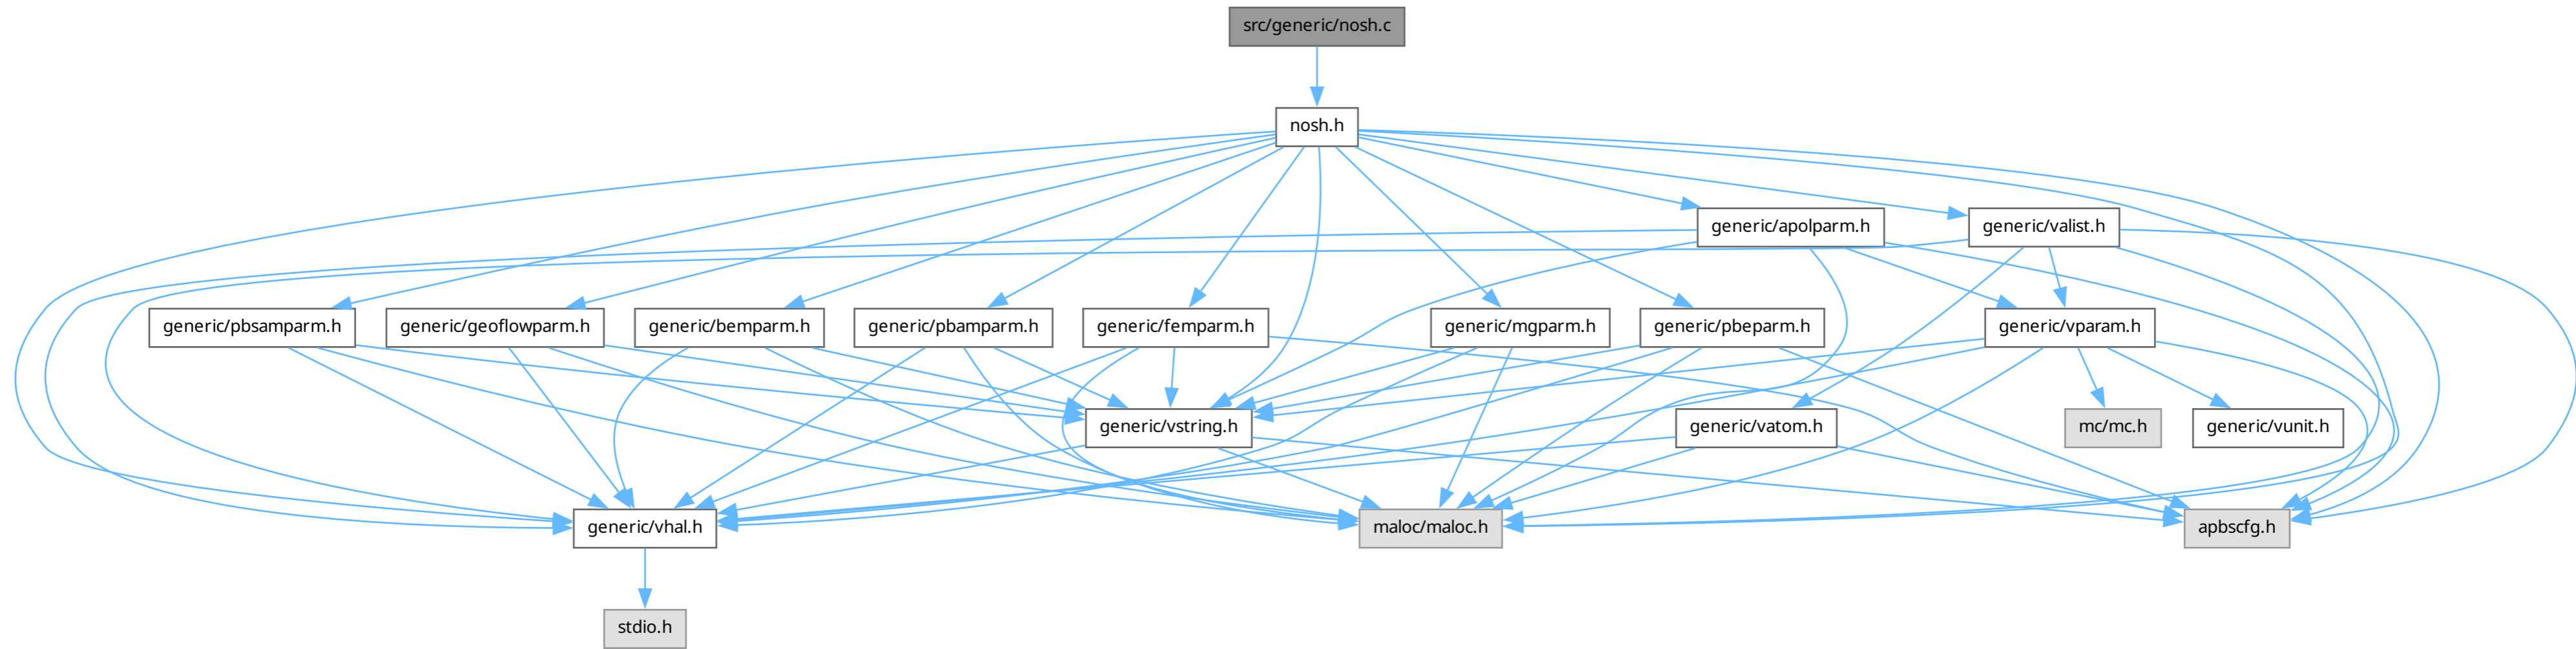 src/generic/nosh.c
nosh.h
generic/apolparm.h
generic/valist.h
generic/pbsamparm.h
generic/geoflowparm.h
generic/bemparm.h
generic/pbamparm.h
generic/femparm.h
generic/mgparm.h
generic/pbeparm.h
generic/vparam.h
generic/vstring.h
generic/vatom.h
mc/mc.h
generic/vunit.h
generic/vhal.h
maloc/maloc.h
apbscfg.h
stdio.h